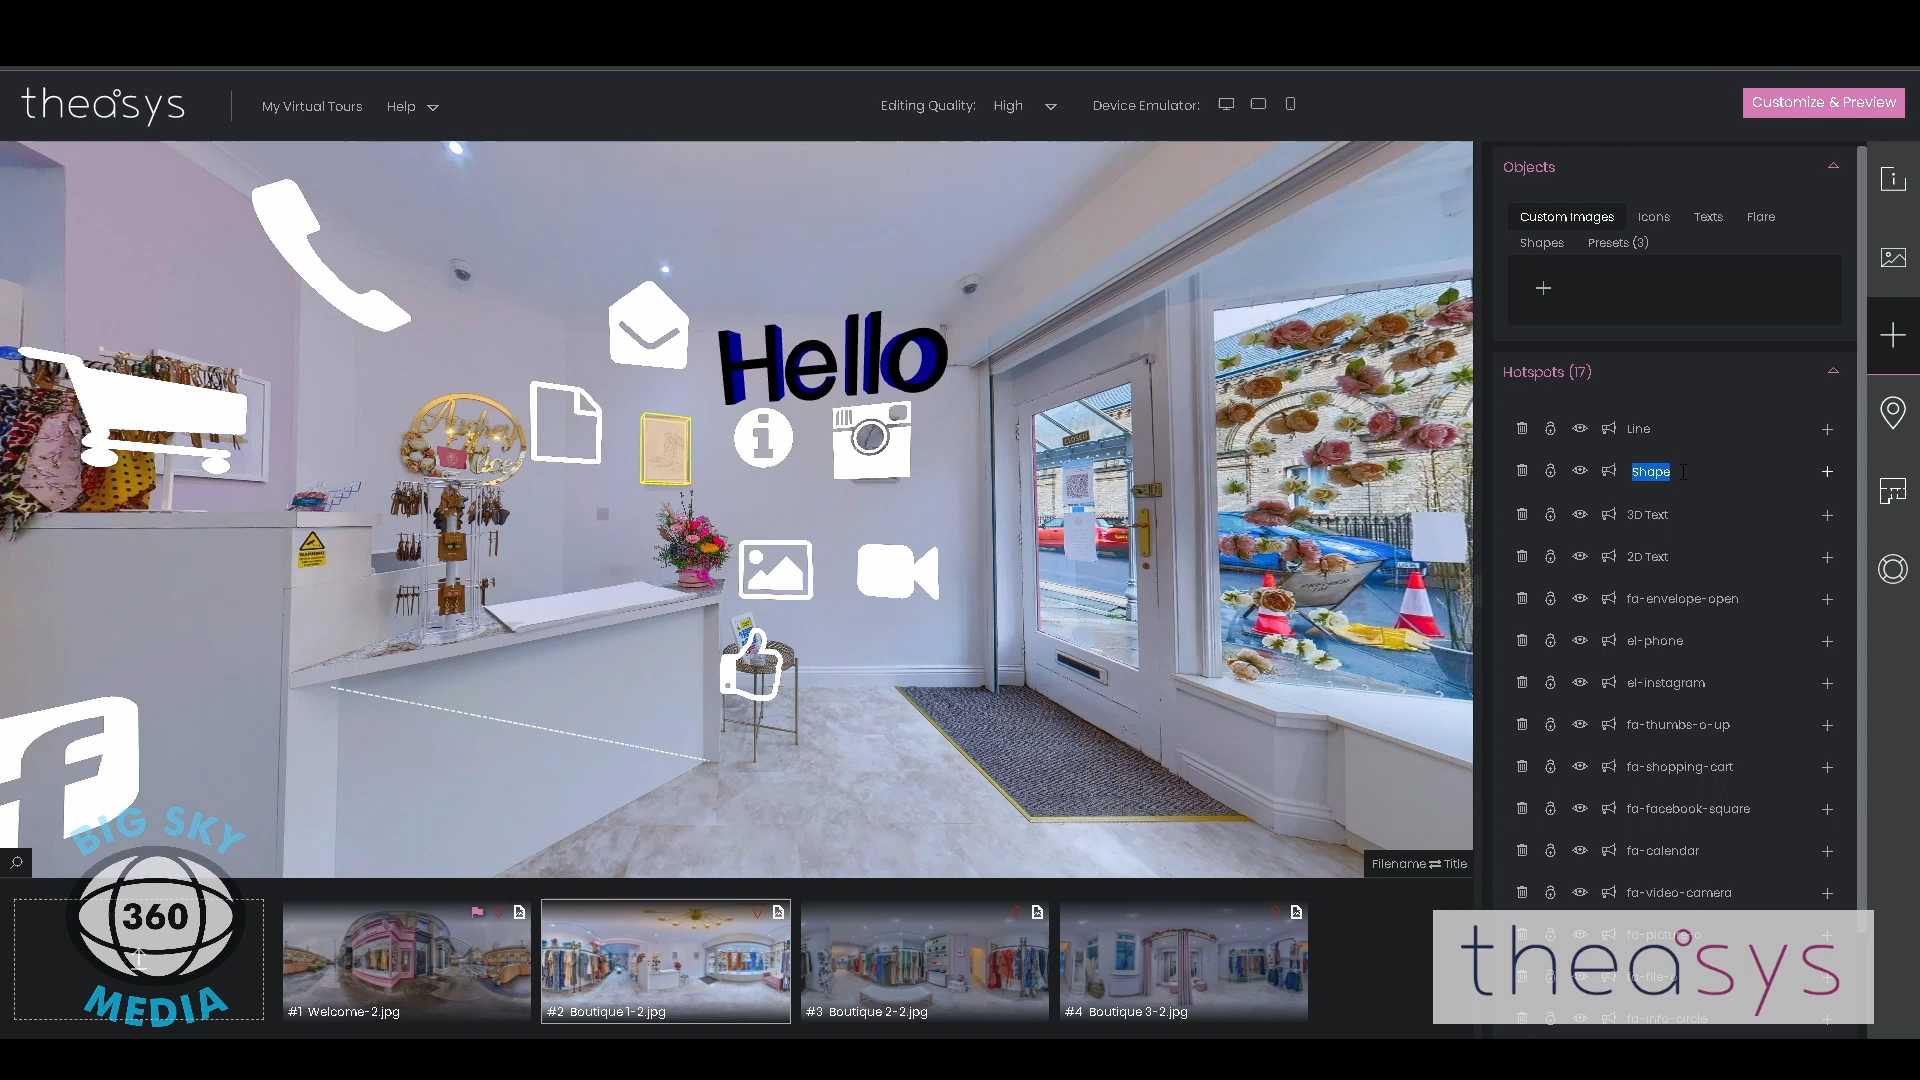 theasys
My Virtual Tours
Help
Editing Quality:
High
Device Emulator:
Customize & Preview
Objects
Custom Images
Icons
Texts
Flare
Shapes
Presets (3)
Hotspots (17)
Line
Shape
3D Text
2D Text
fa-envelope-open
el-phone
el-instagram
fa-thumbs-o-up
fa-shopping-cart
fa-facebook-square
fa-calendar
fa-video-camera
fa-picture-o
fa-info-circle
Hello
CLOSED
WARNING
Filename ⇄ Title
#1 Welcome-2.jpg
#2 Boutique 1-2.jpg
#3 Boutique 2-2.jpg
#4 Boutique 3-2.jpg
BIG SKY
360
MEDIA
theasys